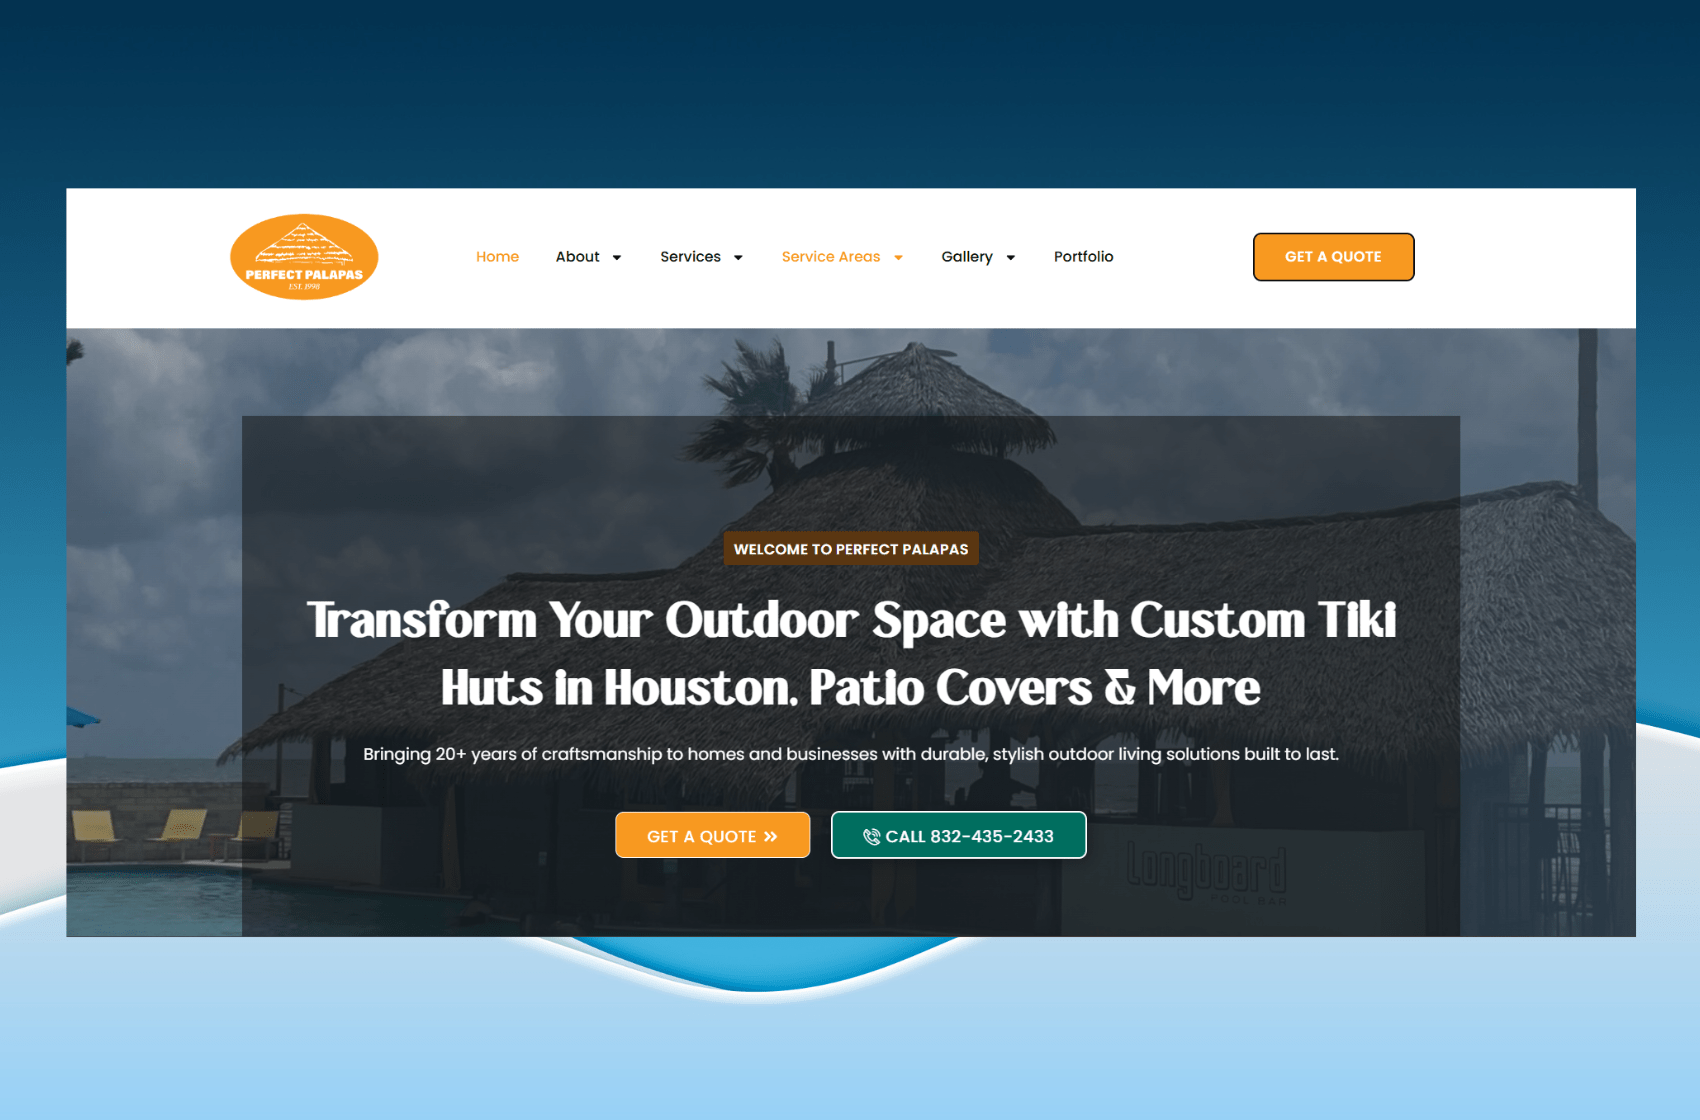 PERFECT PALAPAS
EST. 1998
Home
About
Services
Service Areas
Gallery
Portfolio
GET A QUOTE
WELCOME TO PERFECT PALAPAS
Transform Your Outdoor Space with Custom Tiki
Huts in Houston, Patio Covers & More
Bringing 20+ years of craftsmanship to homes and businesses with durable, stylish outdoor living solutions built to last.
GET A QUOTE
CALL 832-435-2433
Longboard
POOL BAR